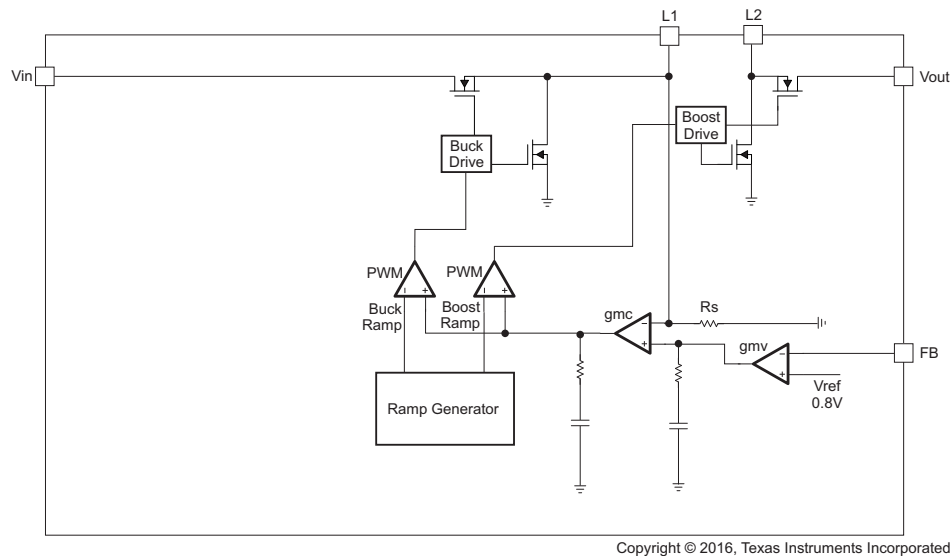 L1
L2
Vin
Vout
Buck
Drive
Boost
Drive
PWM
PWM
Buck
Ramp
Boost
Ramp
gmc
Rs
gmv
FB
Vref
0.8V
Ramp Generator
Copyright © 2016, Texas Instruments Incorporated